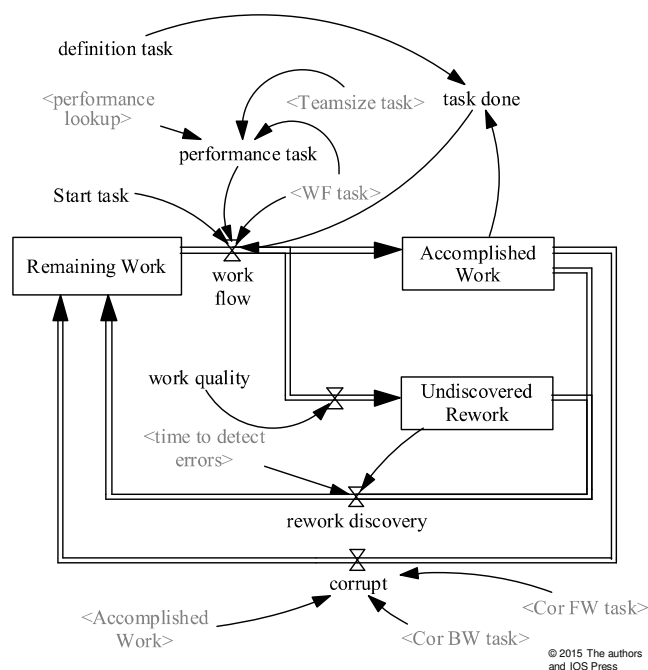 definition task
<performance
lookup>
<Teamsize task>
task done
performance task
Start task
<WF task>
Remaining Work
work
flow
Accomplished
Work
work quality
Undiscovered
Rework
<time to detect
errors>
rework discovery
corrupt
<Accomplished
Work>
<Cor BW task>
<Cor FW task>
© 2015 The authors
and IOS Press